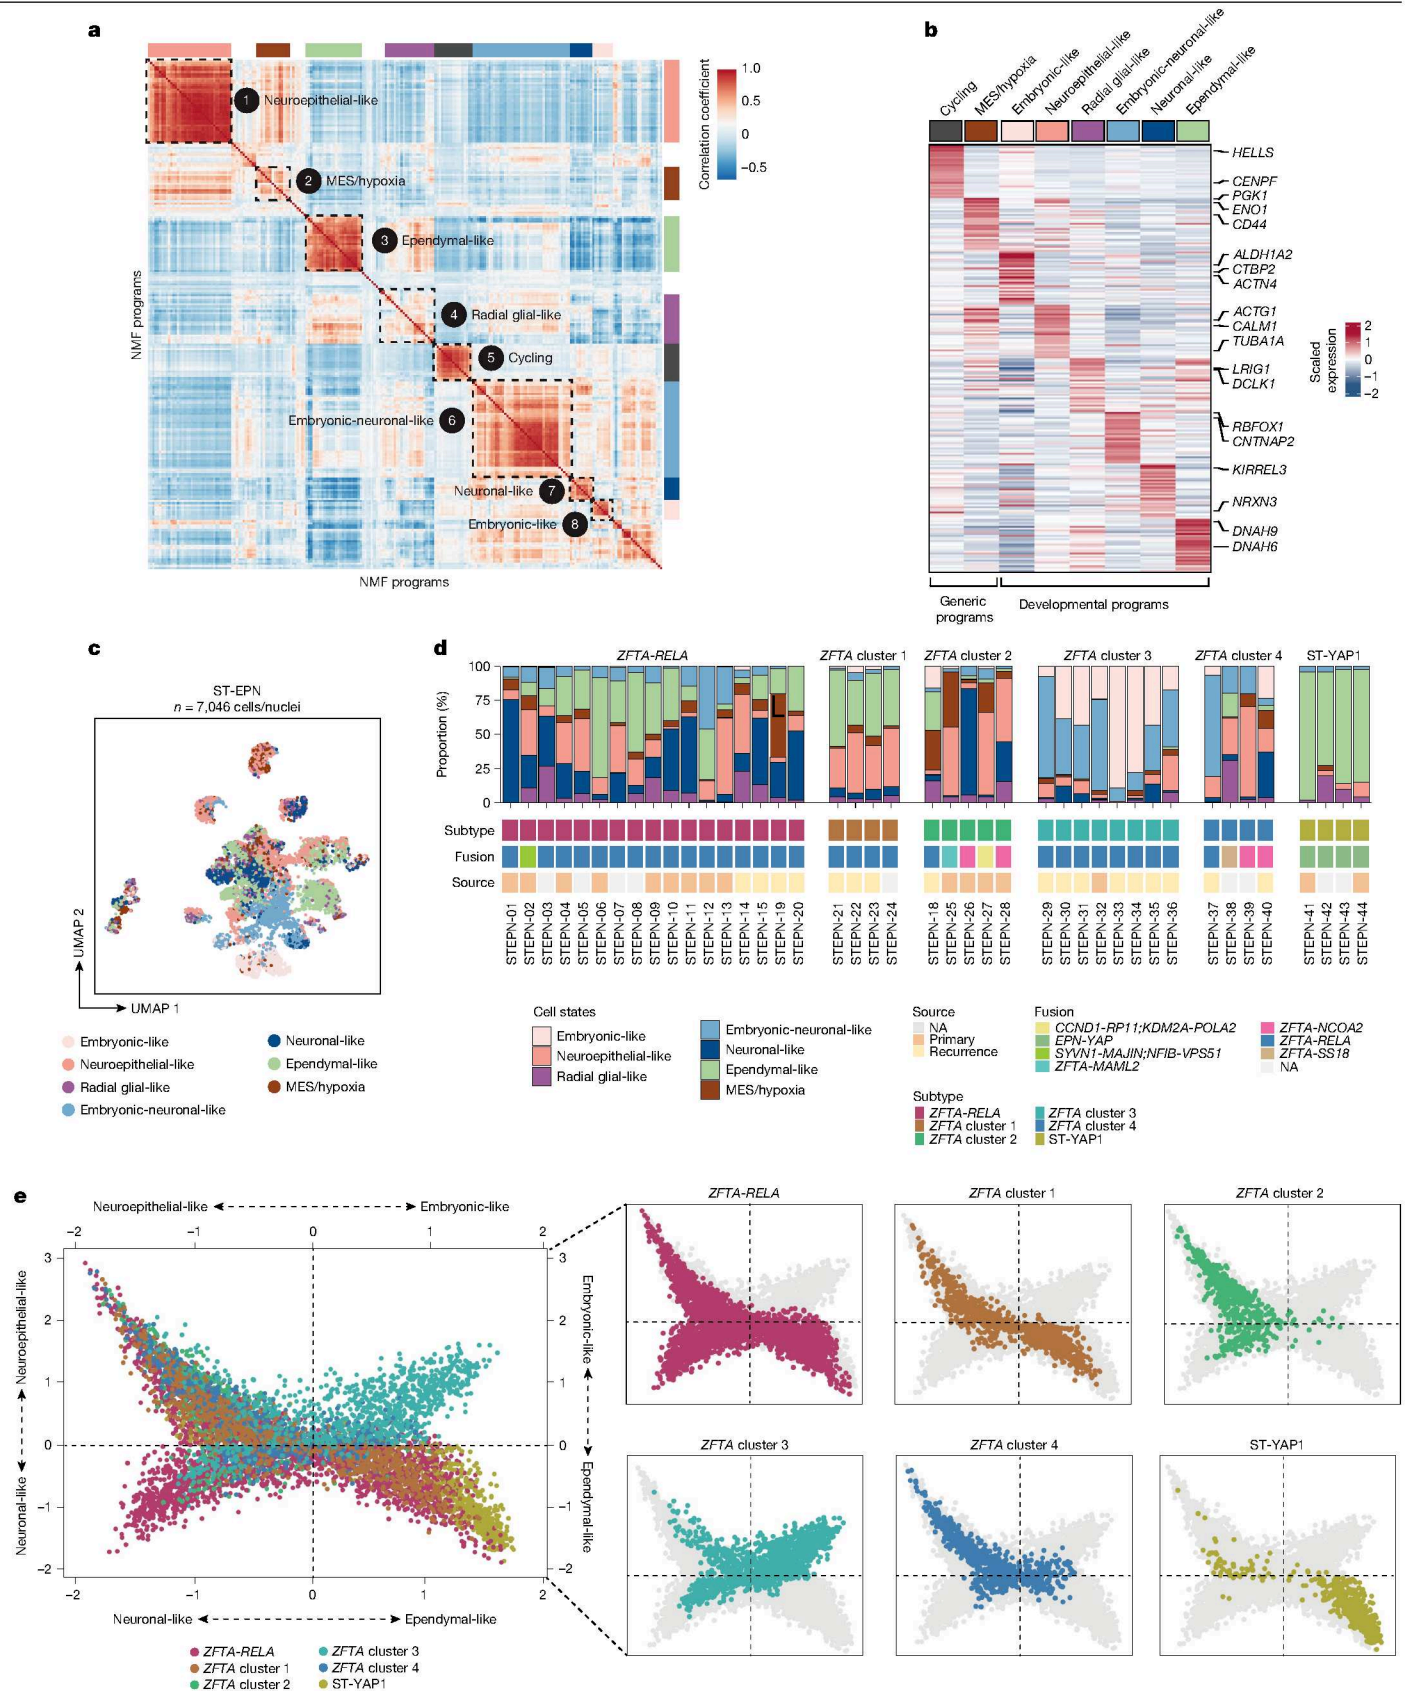 a
1 Neuroepithelial-like
2 MES/hypoxia
3 Ependymal-like
4 Radial glial-like
5 Cycling
Embryonic-neuronal-like 6
Neuronal-like 7
Embryonic-like 8
NMF programs
NMF programs
Correlation coefficient
1.0
0.5
0
−0.5
b
Cycling
MES/hypoxia
Embryonic-like
Neuroepithelial-like
Radial glial-like
Embryonic-neuronal-like
Neuronal-like
Ependymal-like
HELLS
CENPF
PGK1
ENO1
CD44
ALDH1A2
CTBP2
ACTN4
ACTG1
CALM1
TUBA1A
LRIG1
DCLK1
RBFOX1
CNTNAP2
KIRREL3
NRXN3
DNAH9
DNAH6
Generic
programs
Developmental programs
Scaled
expression
2
1
0
−1
−2
c
ST-EPN
n = 7,046 cells/nuclei
UMAP 2
UMAP 1
Embryonic-like
Neuroepithelial-like
Radial glial-like
Embryonic-neuronal-like
Neuronal-like
Ependymal-like
MES/hypoxia
d
ZFTA-RELA
ZFTA cluster 1
ZFTA cluster 2
ZFTA cluster 3
ZFTA cluster 4
ST-YAP1
Proportion (%)
100
75
50
25
0
L
Subtype
Fusion
Source
STEPN-01
STEPN-02
STEPN-03
STEPN-04
STEPN-05
STEPN-06
STEPN-07
STEPN-08
STEPN-09
STEPN-10
STEPN-11
STEPN-12
STEPN-13
STEPN-14
STEPN-15
STEPN-19
STEPN-20
STEPN-21
STEPN-22
STEPN-23
STEPN-24
STEPN-18
STEPN-25
STEPN-26
STEPN-27
STEPN-28
STEPN-29
STEPN-30
STEPN-31
STEPN-32
STEPN-33
STEPN-34
STEPN-35
STEPN-36
STEPN-37
STEPN-38
STEPN-39
STEPN-40
STEPN-41
STEPN-42
STEPN-43
STEPN-44
Cell states
Embryonic-like
Neuroepithelial-like
Radial glial-like
Embryonic-neuronal-like
Neuronal-like
Ependymal-like
MES/hypoxia
Source
NA
Primary
Recurrence
Fusion
CCND1-RP11;KDM2A-POLA2
EPN-YAP
SYVN1-MAJIN;NFIB-VPS51
ZFTA-MAML2
ZFTA-NCOA2
ZFTA-RELA
ZFTA-SS18
NA
Subtype
ZFTA-RELA
ZFTA cluster 1
ZFTA cluster 2
ZFTA cluster 3
ZFTA cluster 4
ST-YAP1
e
Neuroepithelial-like
Embryonic-like
−2 −1 0 1 2
3
2
1
0
−1
−2
Neuronal-like
Neuroepithelial-like
3
2
1
0
−1
−2
Embryonic-like
Ependymal-like
−2 −1 0 1 2
Neuronal-like
Ependymal-like
ZFTA-RELA
ZFTA cluster 1
ZFTA cluster 2
ZFTA cluster 3
ZFTA cluster 4
ST-YAP1
ZFTA-RELA
ZFTA cluster 1
ZFTA cluster 2
ZFTA cluster 3
ZFTA cluster 4
ST-YAP1